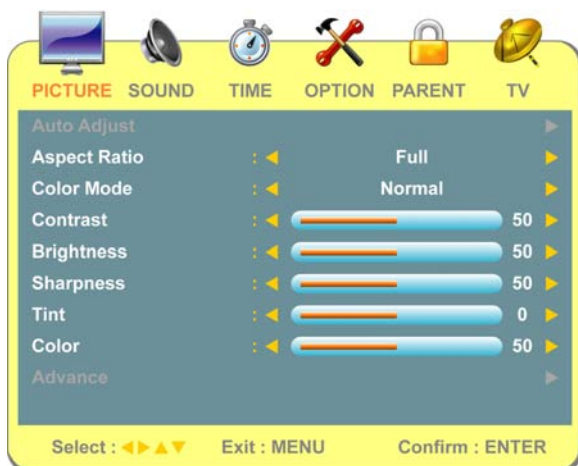 PICTURE SOUND TIME OPTION PARENT TV
Auto Adjust
Aspect Ratio : Full
Color Mode : Normal
Contrast : 50
Brightness : 50
Sharpness : 50
Tint : 0
Color : 50
Advance
Select : ◀▶▲▼ Exit : MENU Confirm : ENTER